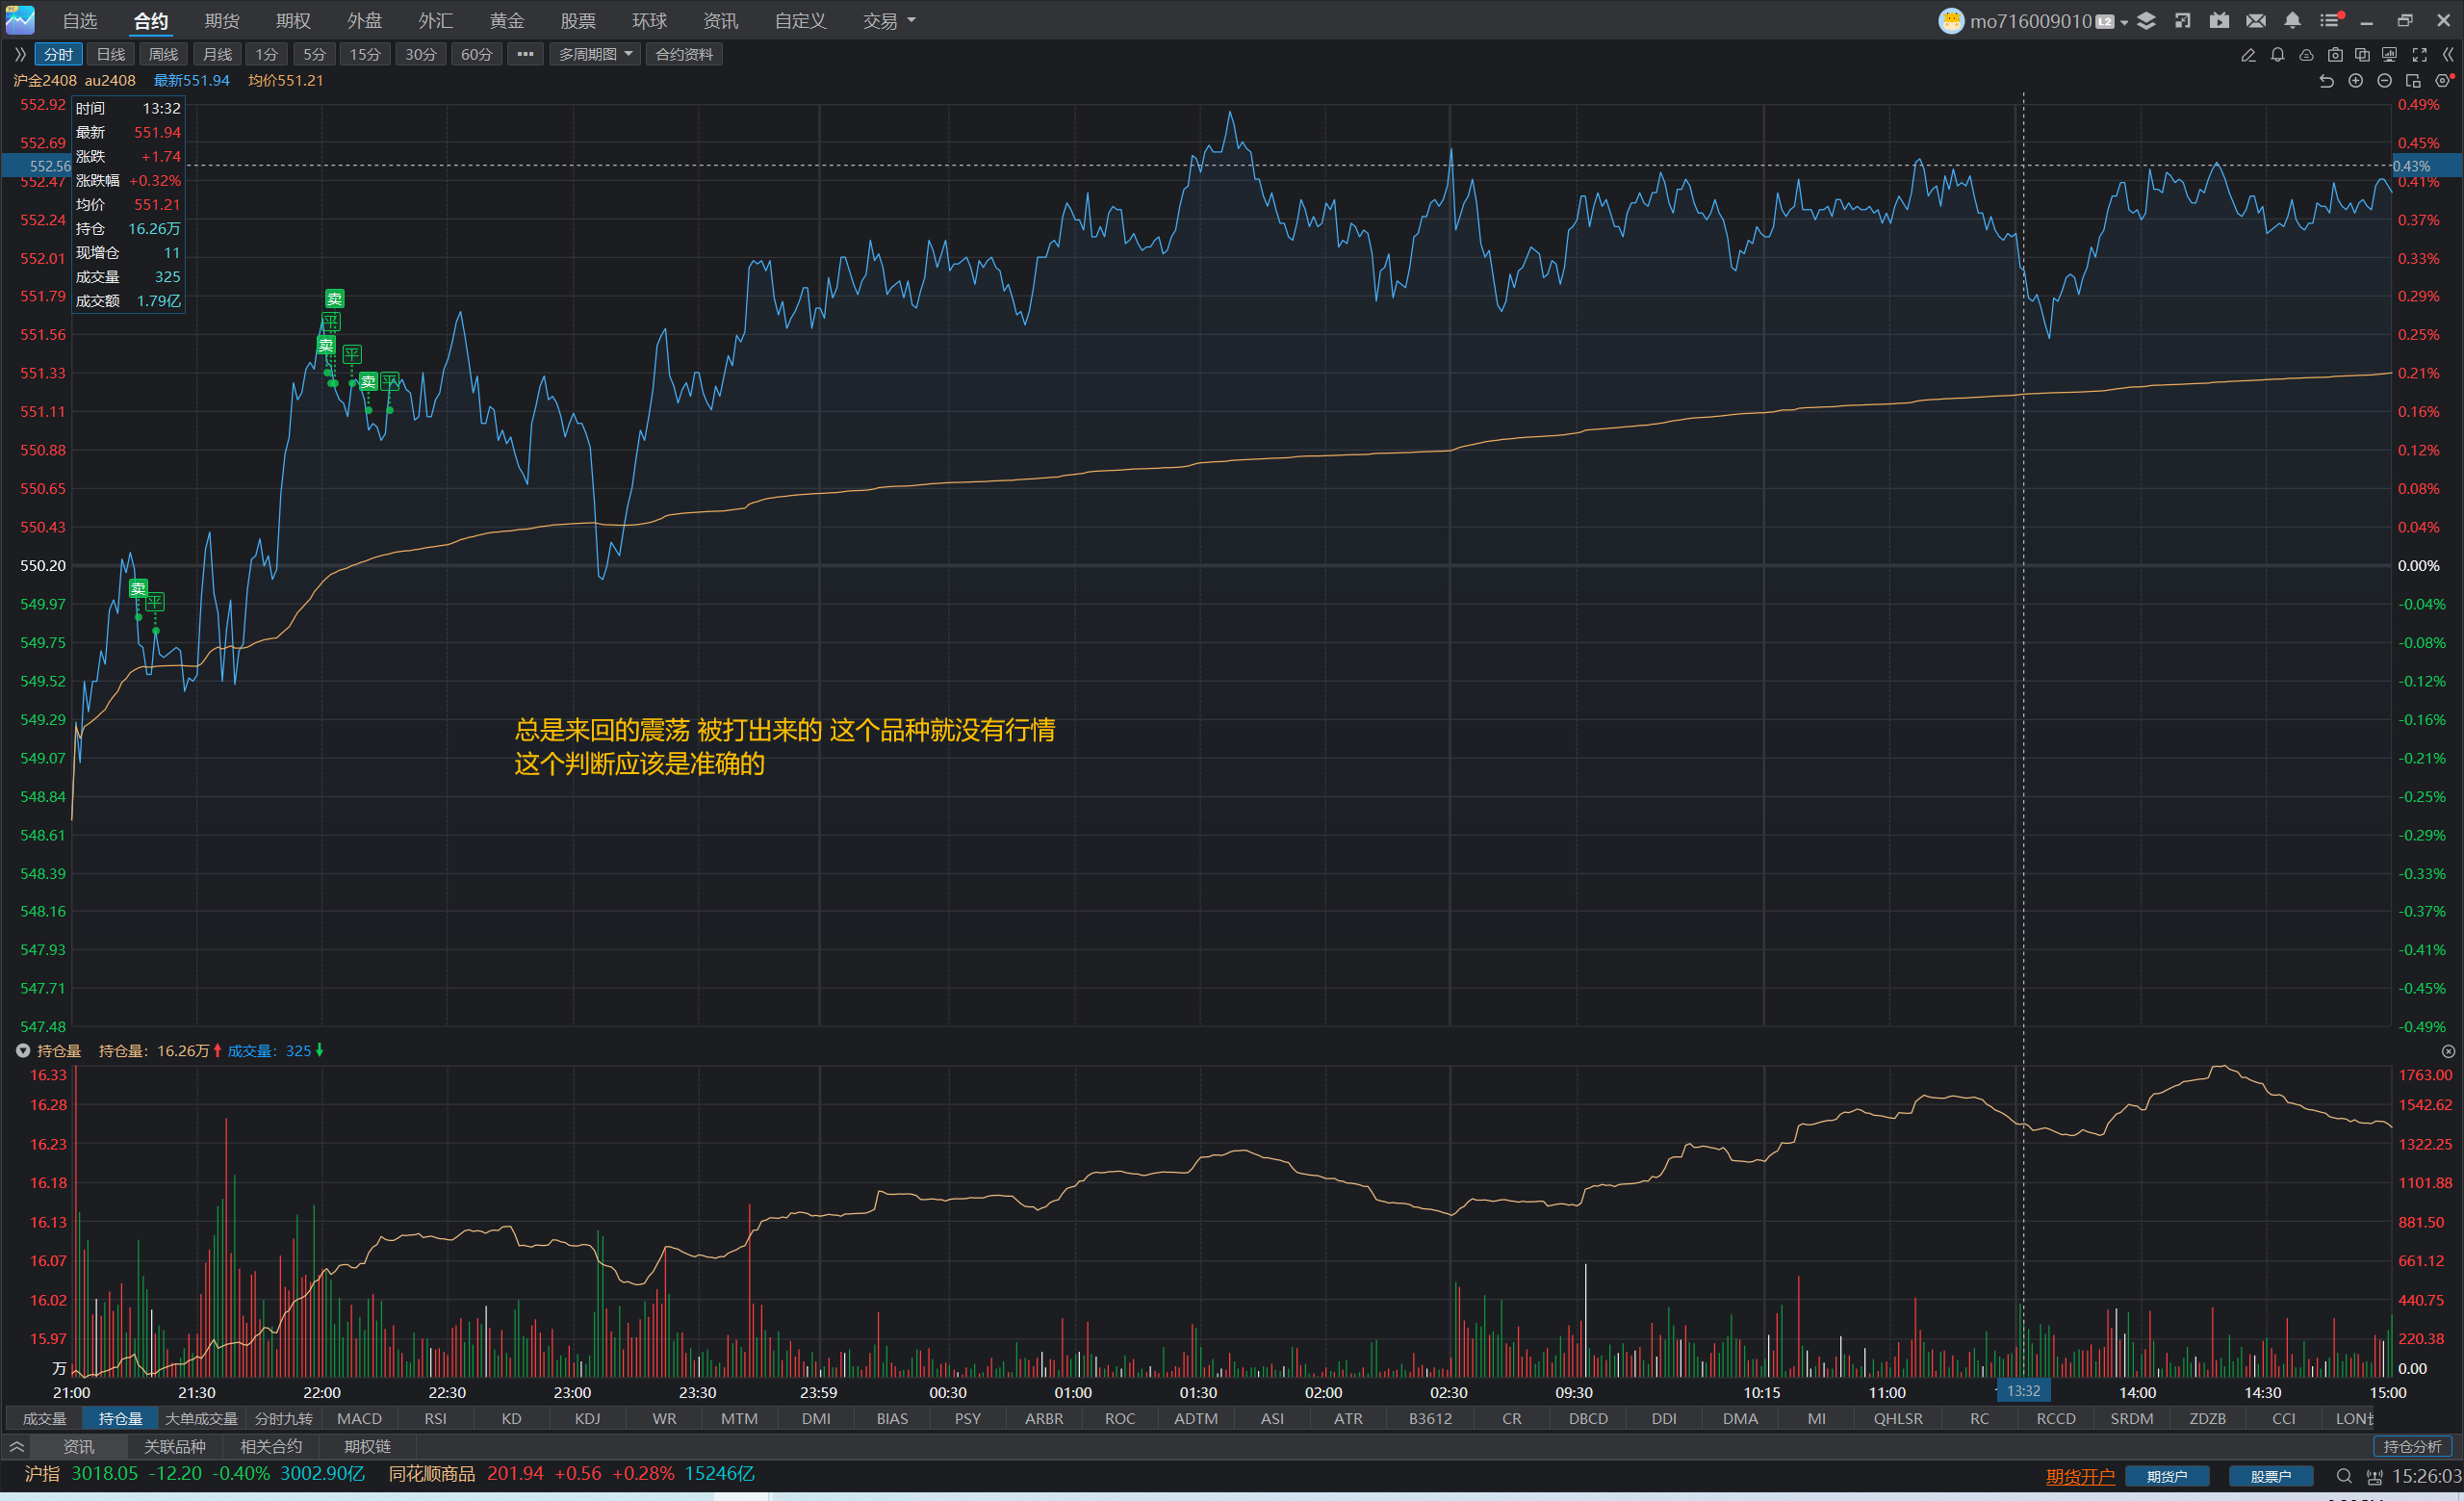 自选 合约 期货 期权 外盘 外汇 黄金 股票 环球 资讯 自定义 交易 mo716009010 L2
分时 日线 周线 月线 1分 5分 15分 30分 60分 ••• 多周期图 合约资料
沪金2408 au2408 最新551.94 均价551.21
552.92 0.49%
552.69 0.45%
552.56 0.43%
552.47 0.41%
552.24 0.37%
552.01 0.33%
551.79 0.29%
551.56 0.25%
551.33 0.21%
551.11 0.16%
550.88 0.12%
550.65 0.08%
550.43 0.04%
550.20 0.00%
549.97 -0.04%
549.75 -0.08%
549.52 -0.12%
549.29 -0.16%
549.07 -0.21%
548.84 -0.25%
548.61 -0.29%
548.39 -0.33%
548.16 -0.37%
547.93 -0.41%
547.71 -0.45%
547.48 -0.49%
时间 13:32
最新 551.94
涨跌 +1.74
涨跌幅 +0.32%
均价 551.21
持仓 16.26万
现增仓 11
成交量 325
成交额 1.79亿
卖
平
卖
平
卖 平
卖
平
总是来回的震荡 被打出来的 这个品种就没有行情
这个判断应该是准确的
持仓量 持仓量：16.26万 成交量：325
16.33 1763.00
16.28 1542.62
16.23 1322.25
16.18 1101.88
16.13 881.50
16.07 661.12
16.02 440.75
15.97 220.38
万 0.00
21:00 21:30 22:00 22:30 23:00 23:30 23:59 00:30 01:00 01:30 02:00 02:30 09:30 10:15 11:00 13:32 14:00 14:30 15:00
成交量 持仓量 大单成交量 分时九转 MACD RSI KD KDJ WR MTM DMI BIAS PSY ARBR ROC ADTM ASI ATR B3612 CR DBCD DDI DMA MI QHLSR RC RCCD SRDM ZDZB CCI LON
资讯 关联品种 相关合约 期权链 持仓分析
沪指 3018.05 -12.20 -0.40% 3002.90亿 同花顺商品 201.94 +0.56 +0.28% 15246亿 期货开户 期货户 股票户 15:26:03